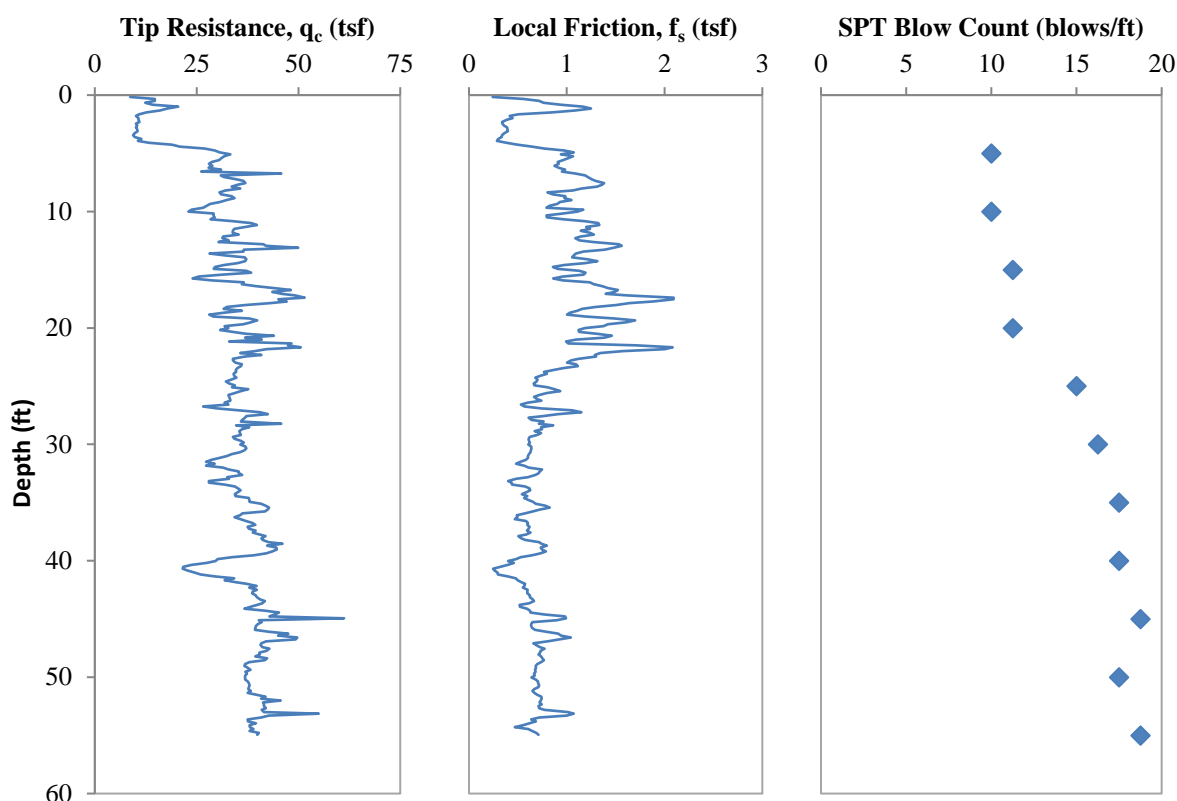 Tip Resistance, qc (tsf) Local Friction, fs (tsf) SPT Blow Count (blows/ft)
0 25 50 75 0 1 2 3 0 5 10 15 20
0
10
20
30
40
50
60
Depth (ft)